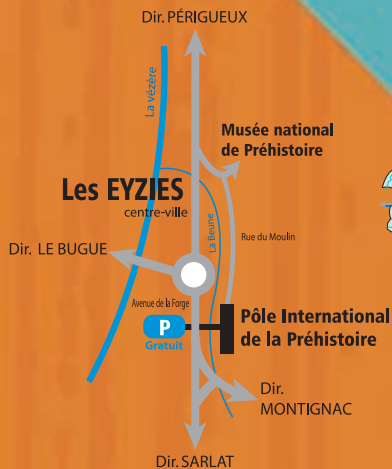 Dir. PÉRIGUEUX
La vézère
Musée national
de Préhistoire
Les EYZIES
centre-ville
La Beune
Rue du Moulin
Dir. LE BUGUE
Avenue de la Forge
P
Gratuit
Pôle International
de la Préhistoire
Dir.
MONTIGNAC
Dir. SARLAT